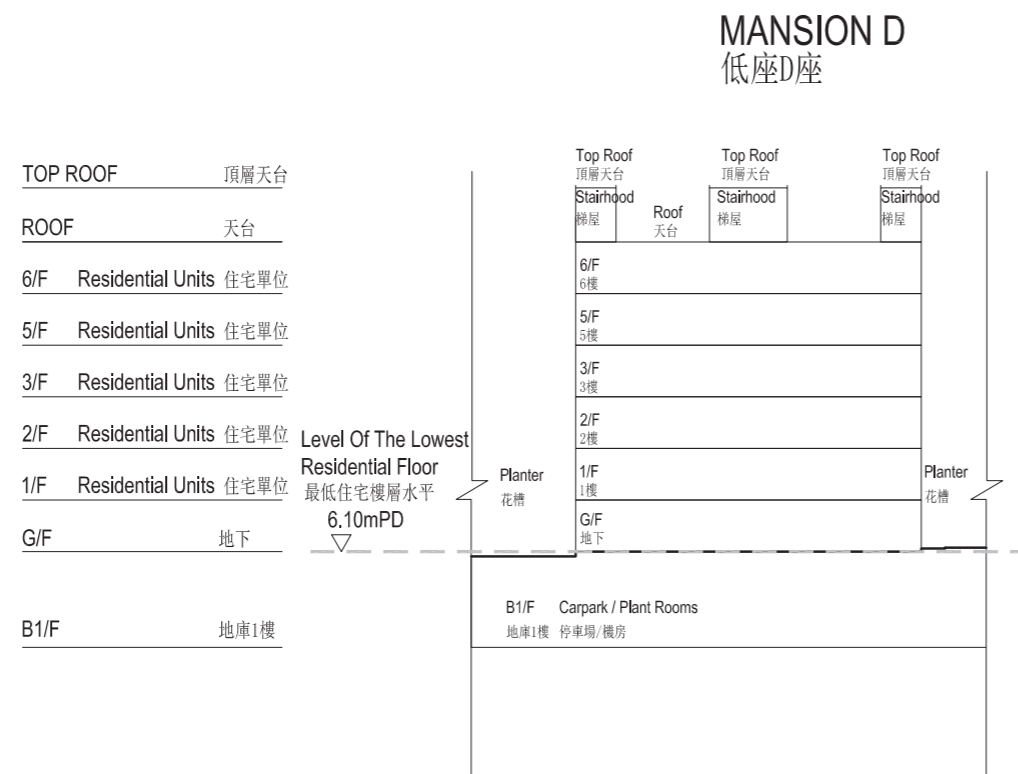 MANSION D
低座D座
TOP ROOF 頂層天台
ROOF 天台
6/F Residential Units 住宅單位
5/F Residential Units 住宅單位
3/F Residential Units 住宅單位
2/F Residential Units 住宅單位
1/F Residential Units 住宅單位
G/F 地下
B1/F 地庫1樓
Level Of The Lowest
Residential Floor
最低住宅樓層水平
6.10mPD
Top Roof
頂層天台
Stairhood
梯屋
Roof
天台
Top Roof
頂層天台
Stairhood
梯屋
Top Roof
頂層天台
Stairhood
梯屋
6/F
6樓
5/F
5樓
3/F
3樓
2/F
2樓
1/F
1樓
G/F
地下
Planter
花槽
Planter
花槽
B1/F Carpark / Plant Rooms
地庫1樓 停車場/機房